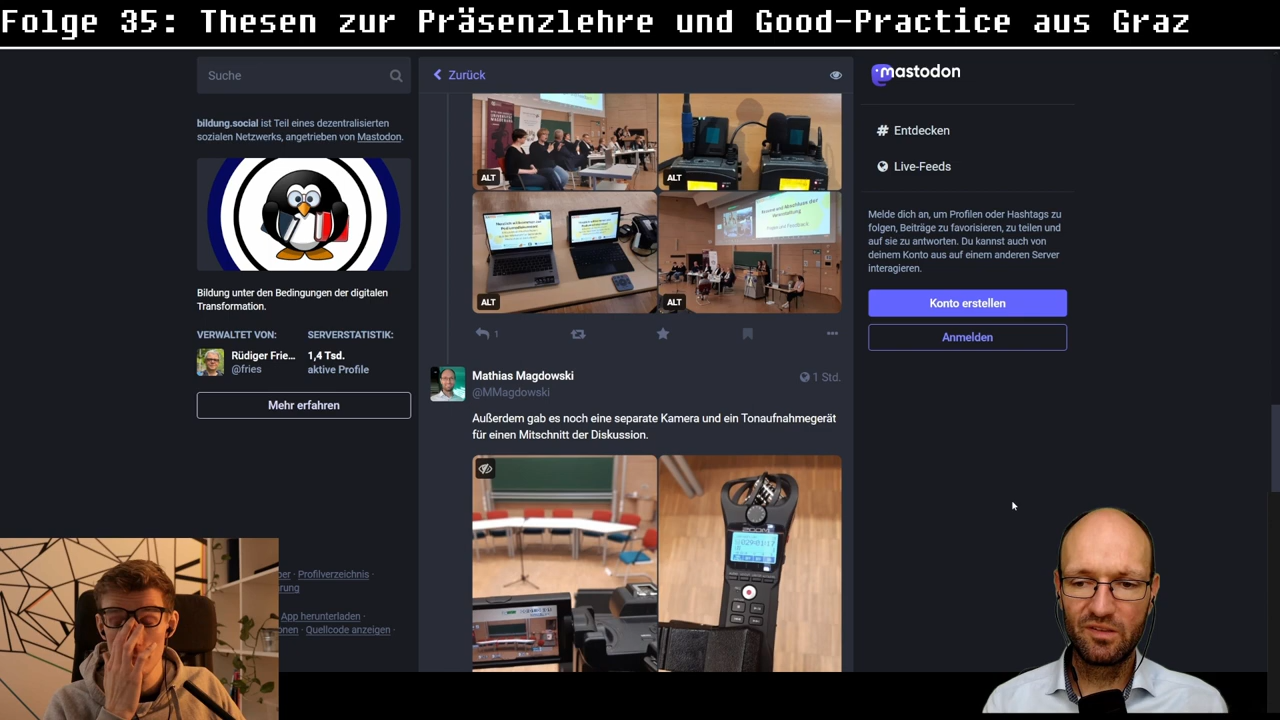 Folge 35: Thesen zur Präsenzlehre und Good-Practice aus Graz
Suche
bildung.social ist Teil eines dezentralisierten
sozialen Netzwerks, angetrieben von Mastodon.
Bildung unter den Bedingungen der digitalen
Transformation.
VERWALTET VON:
Rüdiger Frie...
@fries
SERVERSTATISTIK:
1,4 Tsd.
aktive Profile
Mehr erfahren
Profilverzeichnis
App herunterladen
Quellcode anzeigen
Zurück
ALT
ALT
ALT
ALT
1
Mathias Magdowski
@MMagdowski
1 Std.
Außerdem gab es noch eine separate Kamera und ein Tonaufnahmegerät
für einen Mitschnitt der Diskussion.
mastodon
# Entdecken
Live-Feeds
Melde dich an, um Profilen oder Hashtags zu
folgen, Beiträge zu favorisieren, zu teilen und
auf sie zu antworten. Du kannst auch von
deinem Konto aus auf einem anderen Server
interagieren.
Konto erstellen
Anmelden